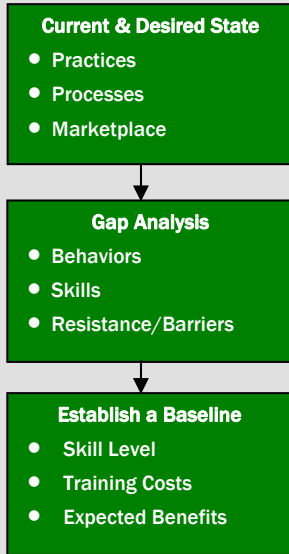 Current & Desired State
● Practices
● Processes
● Marketplace
Gap Analysis
● Behaviors
● Skills
● Resistance/Barriers
Establish a Baseline
● Skill Level
● Training Costs
● Expected Benefits